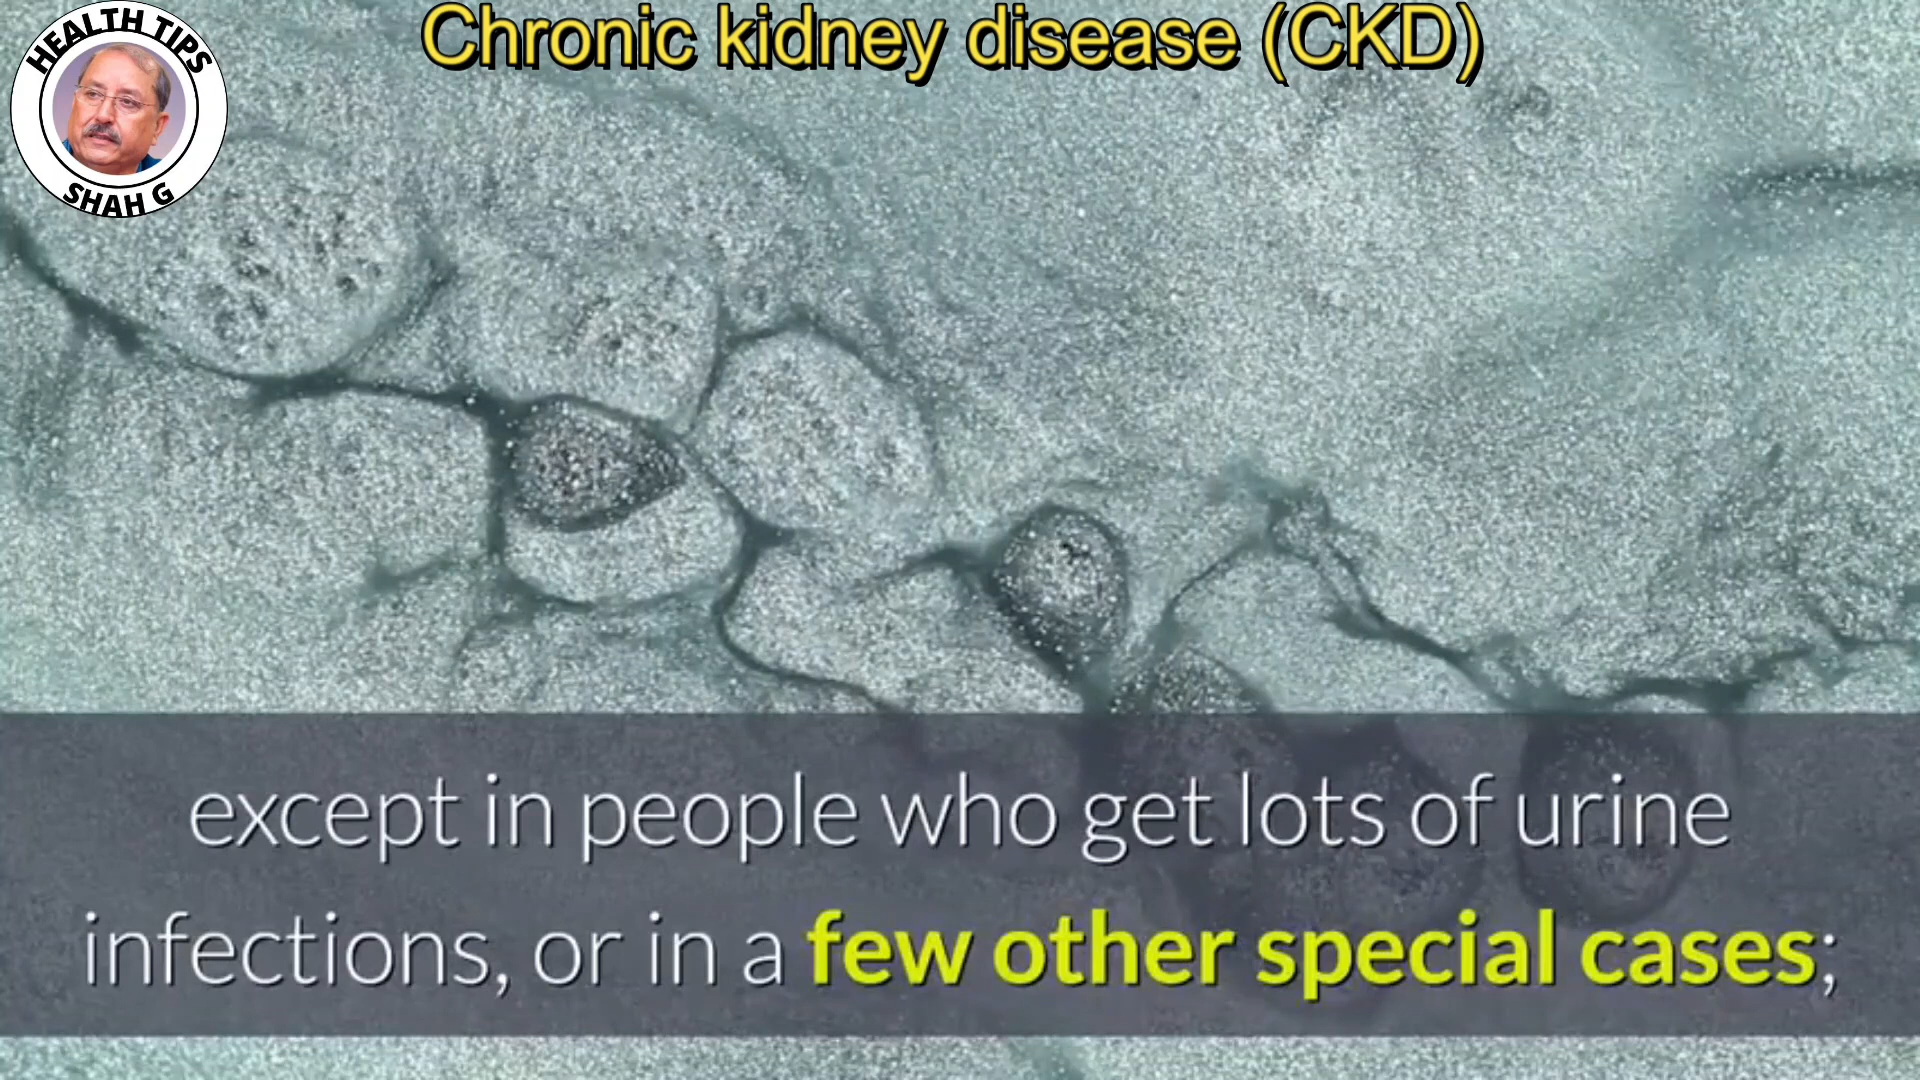 Chronic kidney disease (CKD)
HEALTH TIPS
SHAH G
except in people who get lots of urine
infections, or in a few other special cases;